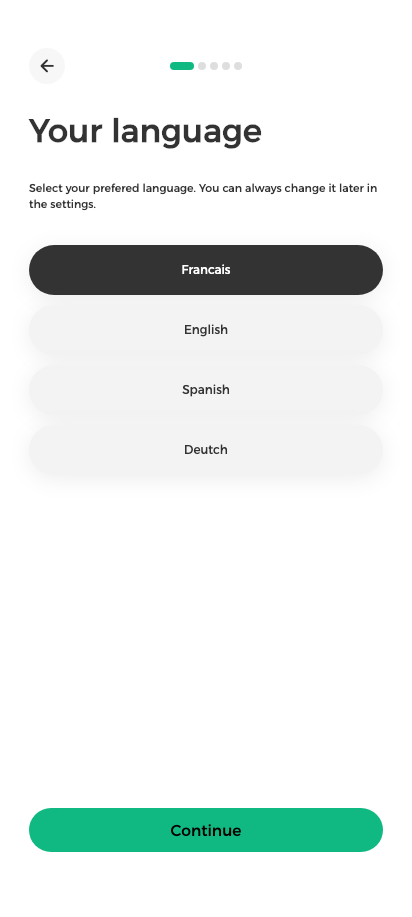 Your language
Select your prefered language. You can always change it later in
the settings.
Francais
English
Spanish
Deutch
Continue